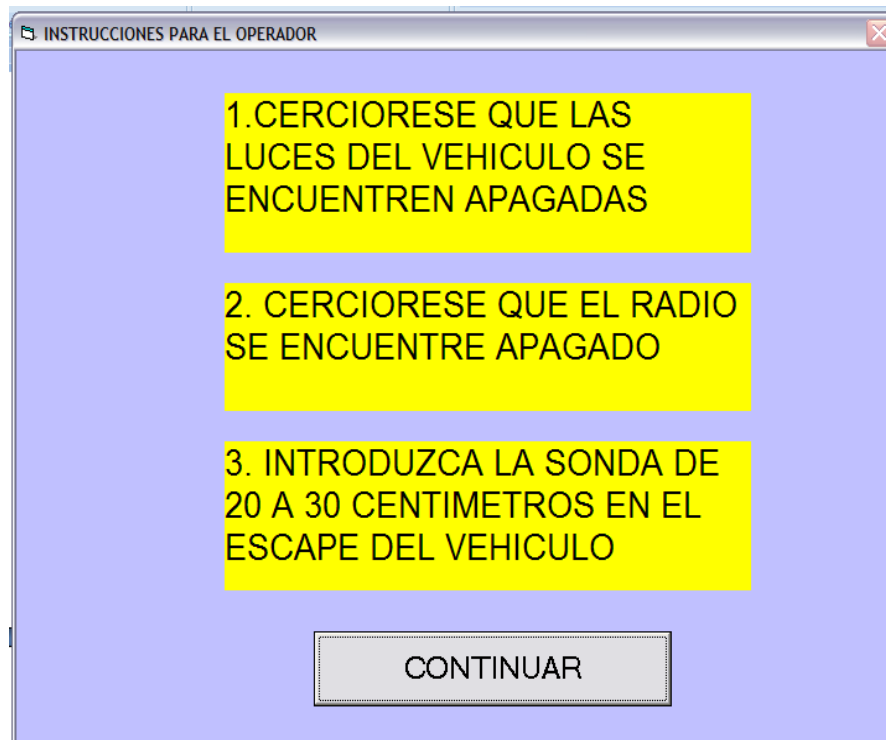 INSTRUCCIONES PARA EL OPERADOR
1.CERCIORESE QUE LAS
LUCES DEL VEHICULO SE
ENCUENTREN APAGADAS
2. CERCIORESE QUE EL RADIO
SE ENCUENTRE APAGADO
3. INTRODUZCA LA SONDA DE
20 A 30 CENTIMETROS EN EL
ESCAPE DEL VEHICULO
CONTINUAR